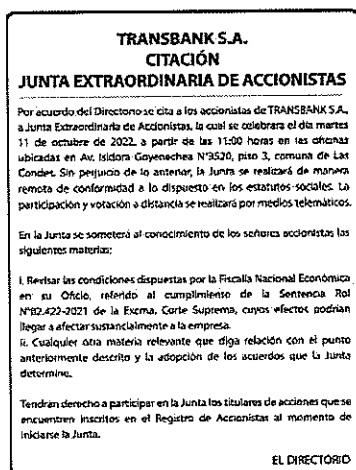 TRANSBANK S.A.
CITACIÓN
JUNTA EXTRAORDINARIA DE ACCIONISTAS
Por acuerdo del Directorio se cita a los accionistas de TRANSBANK S.A.,
a Junta Extraordinaria de Accionistas, la cual se celebrara el día martes
11 de octubre de 2022, a partir de las 11:00 horas en las oficinas
ubicadas en Av. Isidora Goyenechea N°3520, piso 3, comuna de Las
Condes. Sin perjuicio de lo anterior, la Junta se realizará de manera
remota de conformidad a lo dispuesto en los estatutos sociales. La
participación y votación a distancia se realizará por medios telemáticos.
En la Junta se someterá al conocimiento de los señores accionistas las
siguientes materias:
i. Revisar las condiciones dispuestas por la Fiscalía Nacional Económica
en su Oficio, referido al cumplimiento de la Sentencia Rol
N°82.422-2021 de la Excma. Corte Suprema, cuyos efectos podrían
llegar a afectar sustancialmente a la empresa.
ii. Cualquier otra materia relevante que diga relación con el punto
anteriormente descrito y la adopción de los acuerdos que la Junta
determine.
Tendrán derecho a participar en la Junta los titulares de acciones que se
encuentren inscritos en el Registro de Accionistas al momento de
iniciarse la Junta.
EL DIRECTORIO